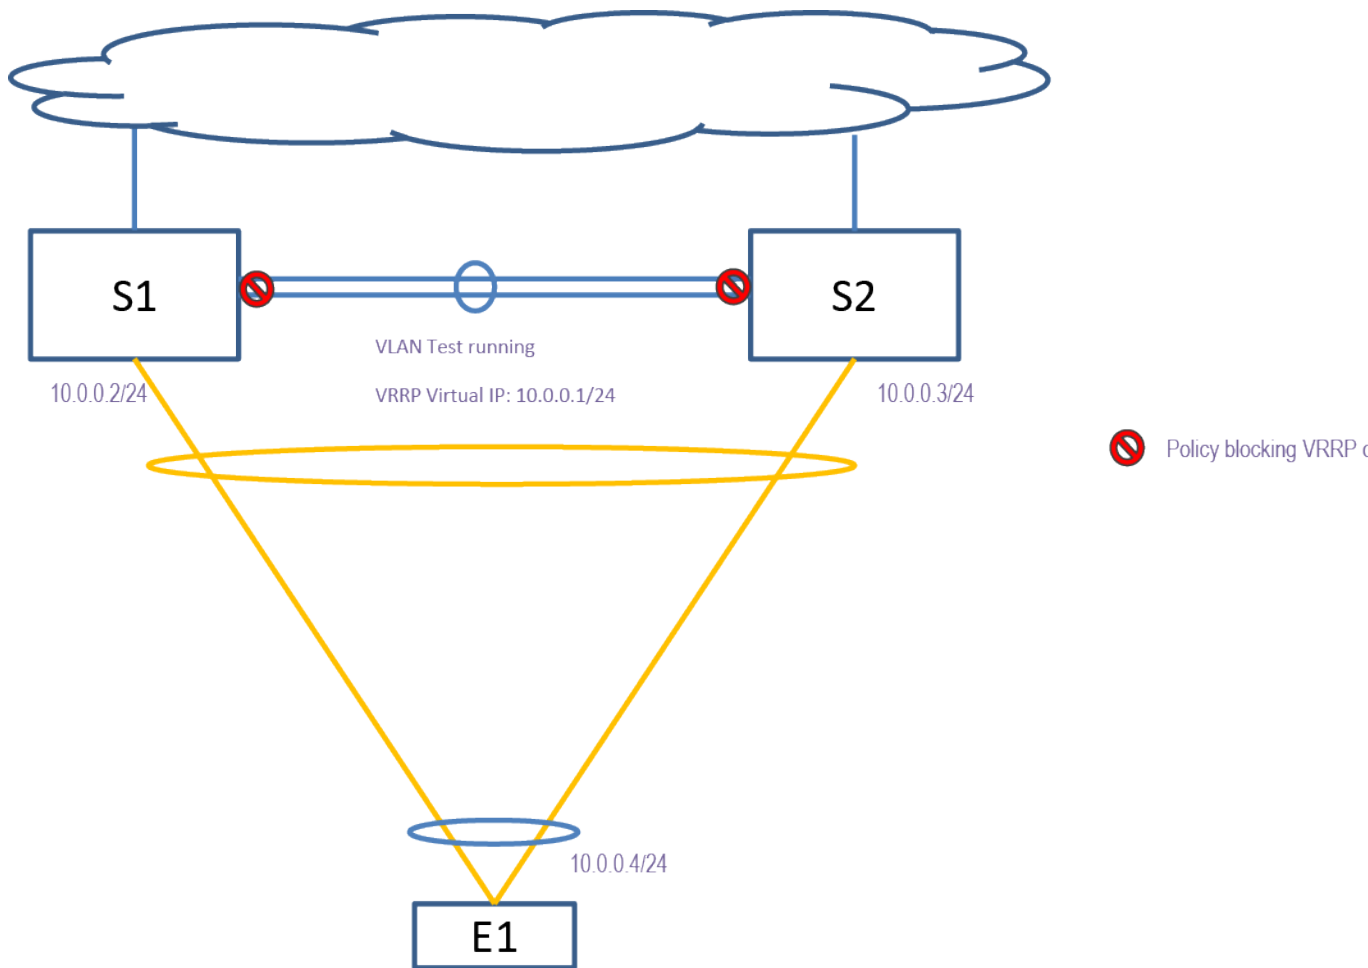 S1
S2
VLAN Test running
10.0.0.2/24
VRRP Virtual IP: 10.0.0.1/24
10.0.0.3/24
Policy blocking VRRP
10.0.0.4/24
E1